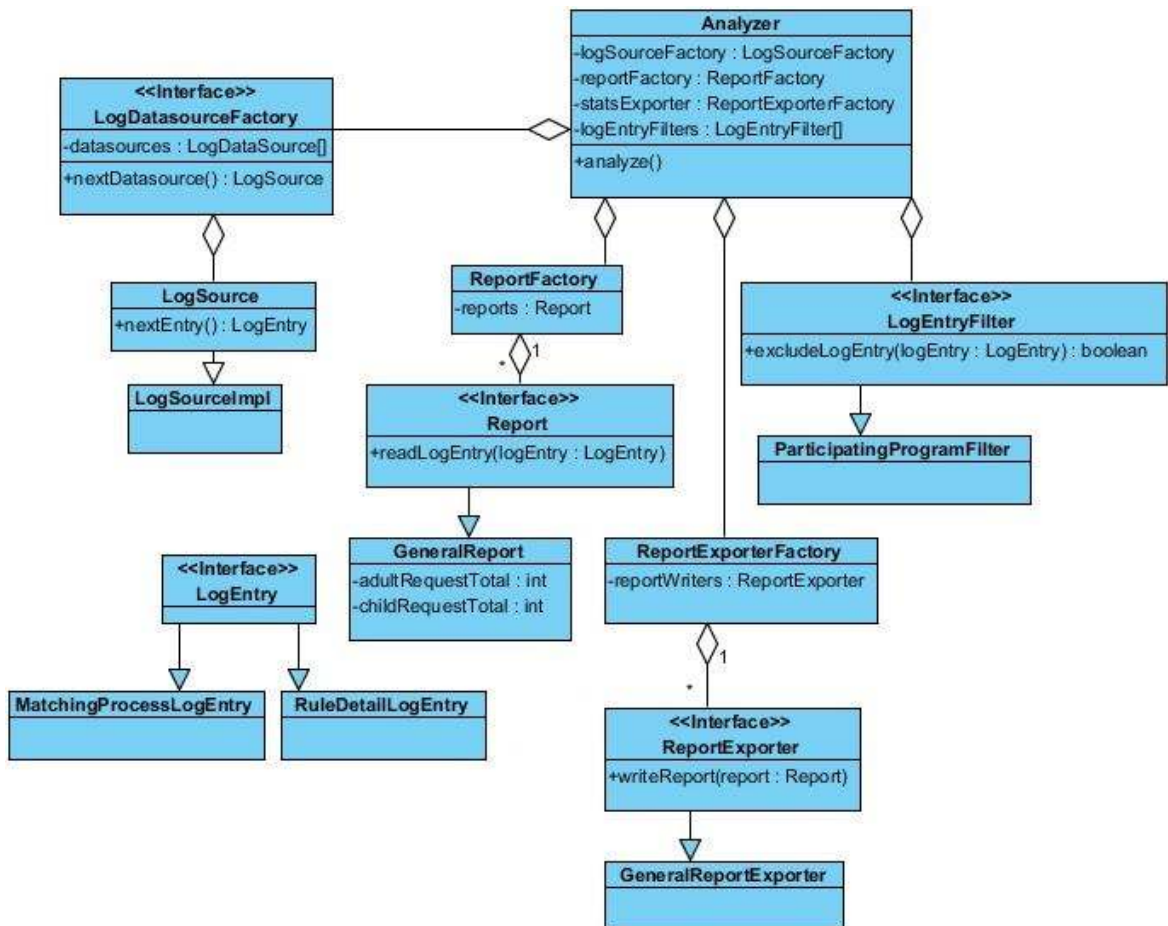 Analyzer
-logSourceFactory : LogSourceFactory
-reportFactory : ReportFactory
-statsExporter : ReportExporterFactory
-logEntryFilters : LogEntryFilter[]
+analyze()
<<Interface>>
LogDatasourceFactory
-datasources : LogDataSource[]
+nextDatasource() : LogSource
LogSource
+nextEntry() : LogEntry
LogSourceImpl
ReportFactory
-reports : Report
1
*
<<Interface>>
Report
+readLogEntry(logEntry : LogEntry)
GeneralReport
-adultRequestTotal : int
-childRequestTotal : int
<<Interface>>
LogEntryFilter
+excludeLogEntry(logEntry : LogEntry) : boolean
ParticipatingProgramFilter
<<Interface>>
LogEntry
MatchingProcessLogEntry
RuleDetailLogEntry
ReportExporterFactory
-reportWriters : ReportExporter
1
*
<<Interface>>
ReportExporter
+writeReport(report : Report)
GeneralReportExporter